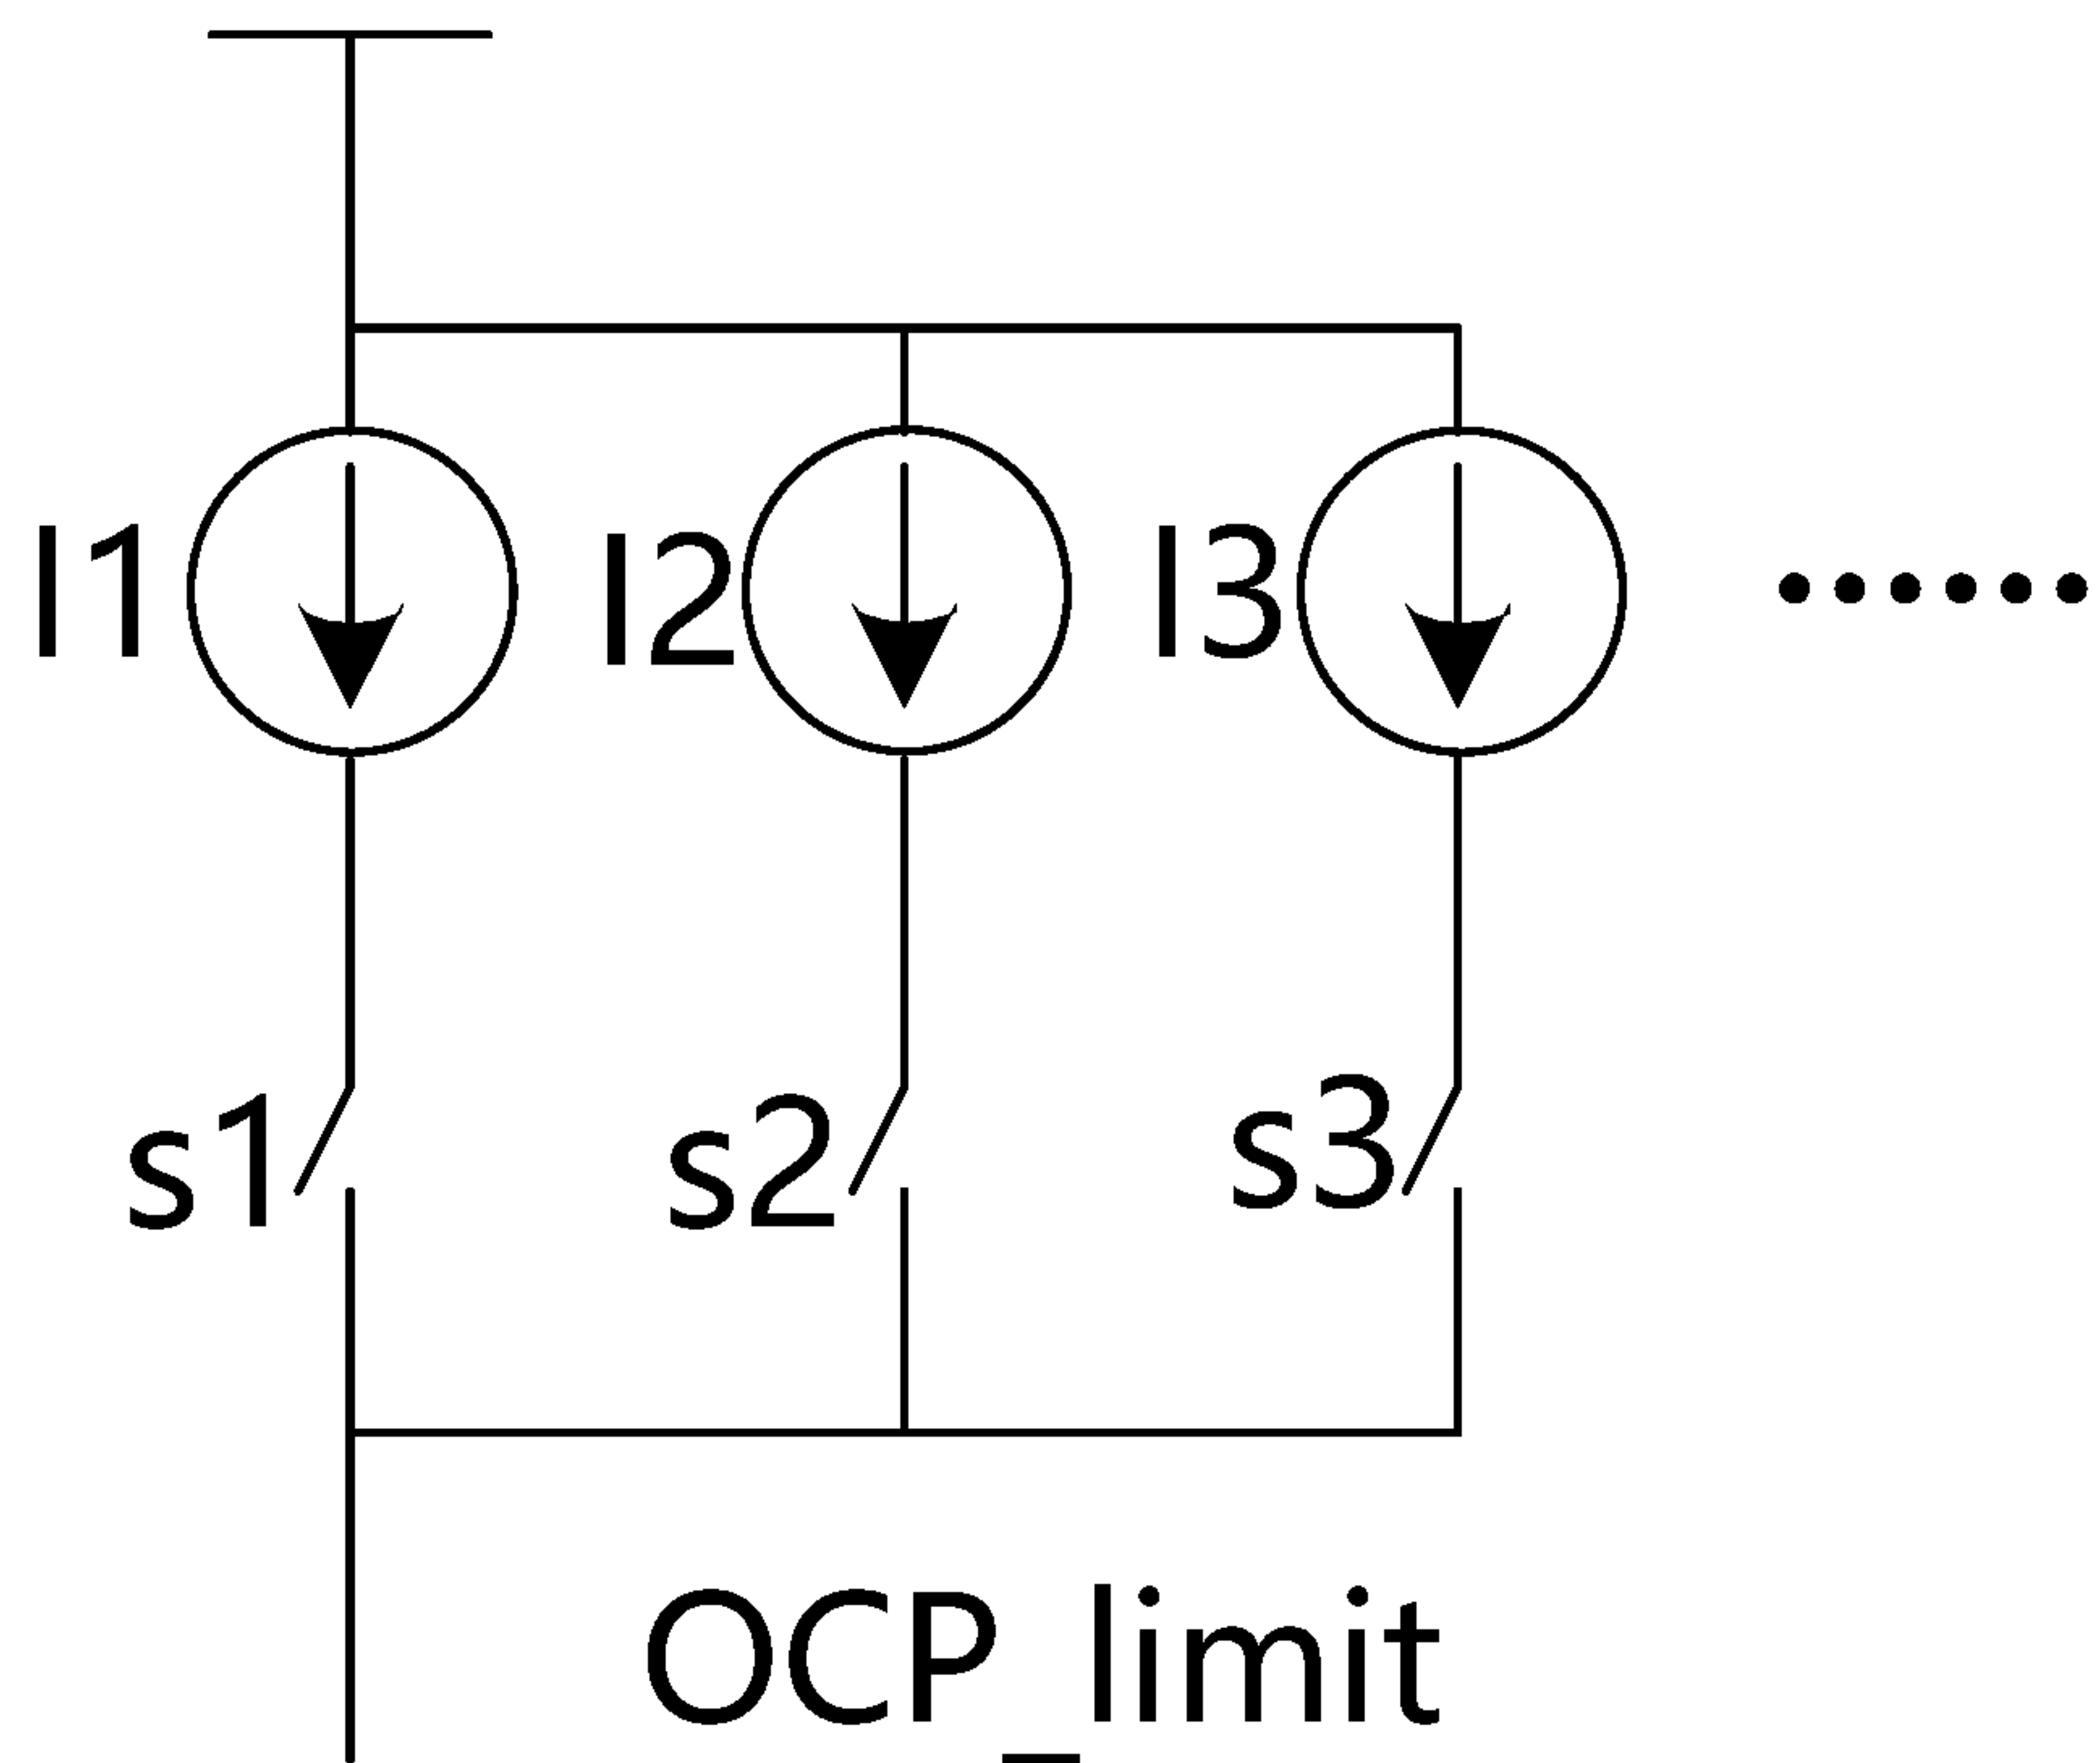 I1
I2
I3
......
s1
s2
s3
OCP_limit